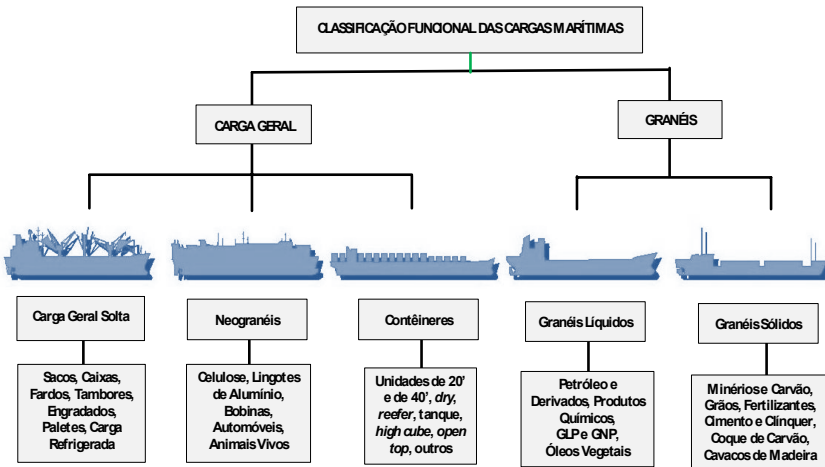 CLASSIFICAÇÃO FUNCIONAL DAS CARGAS MARÍTIMAS
CARGA GERAL
GRANÉIS
Carga Geral Solta
Neogranéis
Contêineres
Granéis Líquidos
Granéis Sólidos
Sacos, Caixas,
Fardos, Tambores,
Engradados,
Paletes, Carga
Refrigerada
Celulose, Lingotes
de Alumínio,
Bobinas,
Automóveis,
Animais Vivos
Unidades de 20'
e de 40', dry,
reefer, tanque,
high cube, open
top, outros
Petróleo e
Derivados, Produtos
Químicos,
GLP e GNP,
Óleos Vegetais
Minérios e Carvão,
Grãos, Fertilizantes,
Cimento e Clínquer,
Coque de Carvão,
Cavacos de Madeira